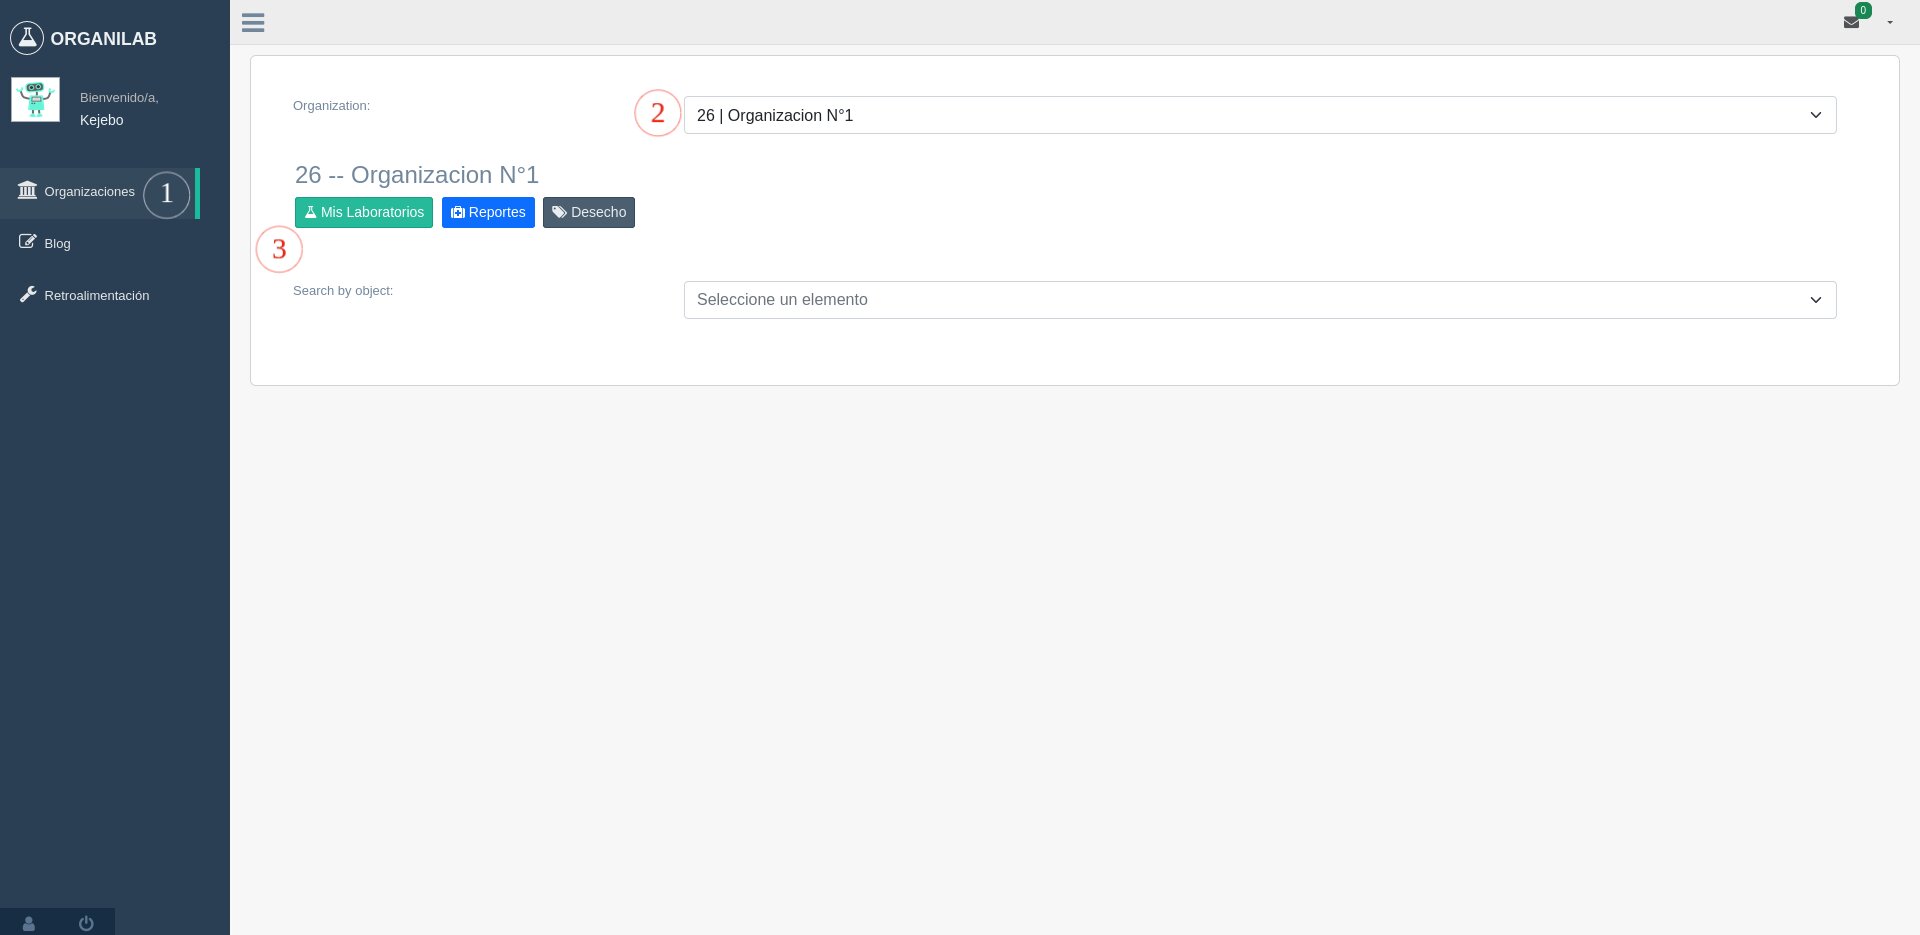 ORGANILAB
0
Bienvenido/a,
Kejebo
Organizaciones 1
Blog
Retroalimentación
Organization: 2 26 | Organizacion N°1
26 -- Organizacion N°1
Mis Laboratorios Reportes Desecho
3
Search by object: Seleccione un elemento